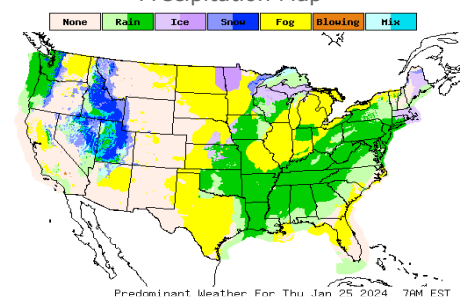 Precipitation Map
None Rain Ice Snow Fog Blowing Mix
Predominant Weather For Thu Jan 25 2024 7AM EST